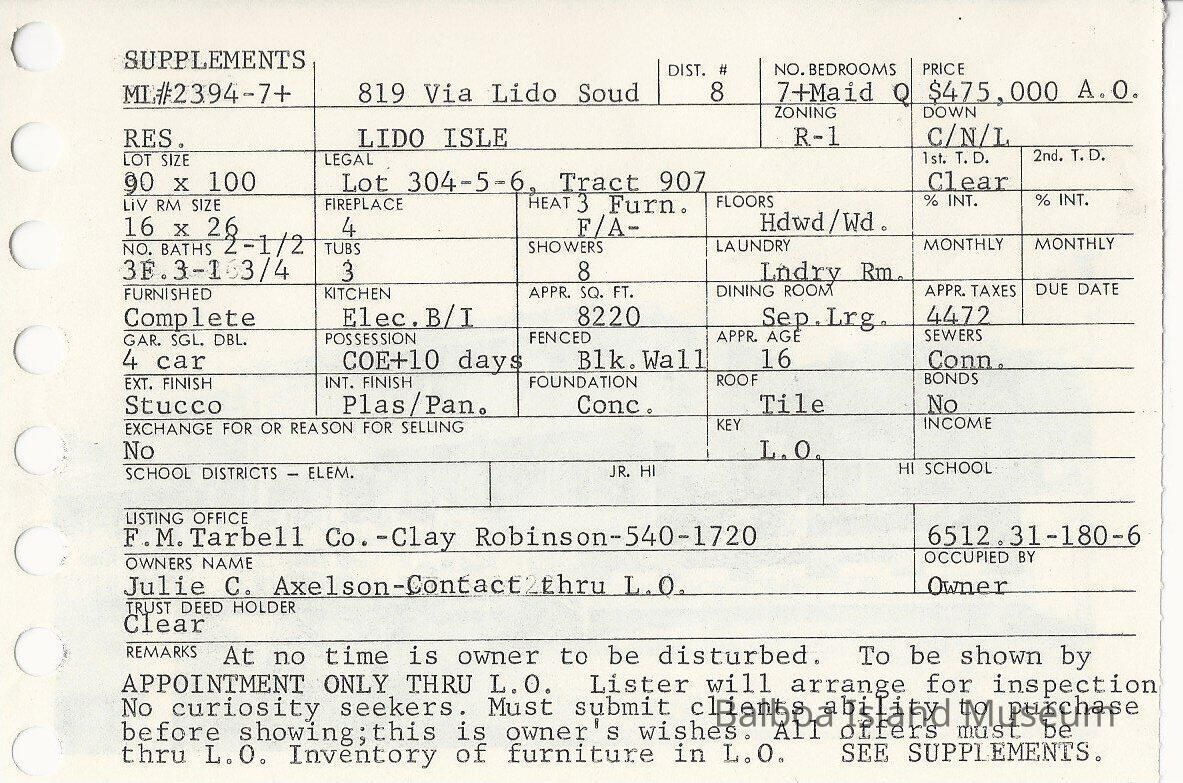 SUPPLEMENTS
DIST. # NO. BEDROOMS PRICE
ML#2394-7+ 819 Via Lido Soud 8 7+Maid Q $475,000 A.O.
ZONING DOWN
RES. LIDO ISLE R-1 C/N/L
LOT SIZE LEGAL 1st. T. D. 2nd. T. D.
90 x 100 Lot 304-5-6, Tract 907 Clear
LIV RM SIZE FIREPLACE HEAT 3 Furn. FLOORS % INT. % INT.
16 x 26 4 F/A- Hdwd/Wd.
NO. BATHS 2-1/2 TUBS SHOWERS LAUNDRY MONTHLY MONTHLY
3F.3-1 3/4 3 8 Lndry Rm.
FURNISHED KITCHEN APPR. SQ. FT. DINING ROOM APPR. TAXES DUE DATE
Complete Elec.B/I 8220 Sep.Lrg. 4472
GAR. SGL. DBL. POSSESSION FENCED APPR. AGE SEWERS
4 car COE+10 days Blk.Wall 16 Conn.
EXT. FINISH INT. FINISH FOUNDATION ROOF BONDS
Stucco Plas/Pan. Conc. Tile No
EXCHANGE FOR OR REASON FOR SELLING KEY INCOME
No L.O.
SCHOOL DISTRICTS — ELEM. JR. HI HI SCHOOL
LISTING OFFICE
F.M.Tarbell Co.-Clay Robinson-540-1720 6512.31-180-6
OWNERS NAME OCCUPIED BY
Julie C. Axelson-Contact thru L.O. Owner
TRUST DEED HOLDER
Clear
REMARKS At no time is owner to be disturbed. To be shown by
APPOINTMENT ONLY THRU L.O. Lister will arrange for inspection
No curiosity seekers. Must submit clients ability to purchase
Balboa Island Museum
before showing;this is owner's wishes. All offers must be
thru L.O. Inventory of furniture in L.O. SEE SUPPLEMENTS.